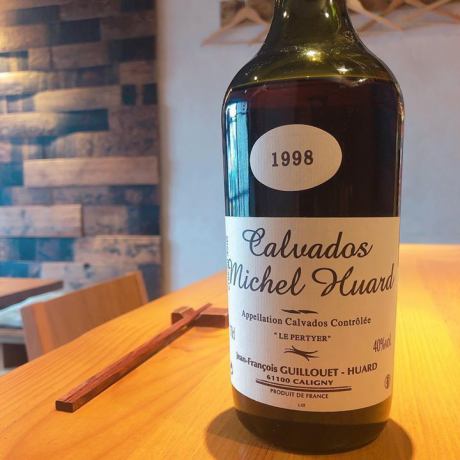 1998
Calvados
Michel Huard
Appellation Calvados Contrôlée
"LE PERTYER"
40%vol.
Jean-François GUILLOUET - HUARD
61100 CALIGNY
PRODUIT DE FRANCE